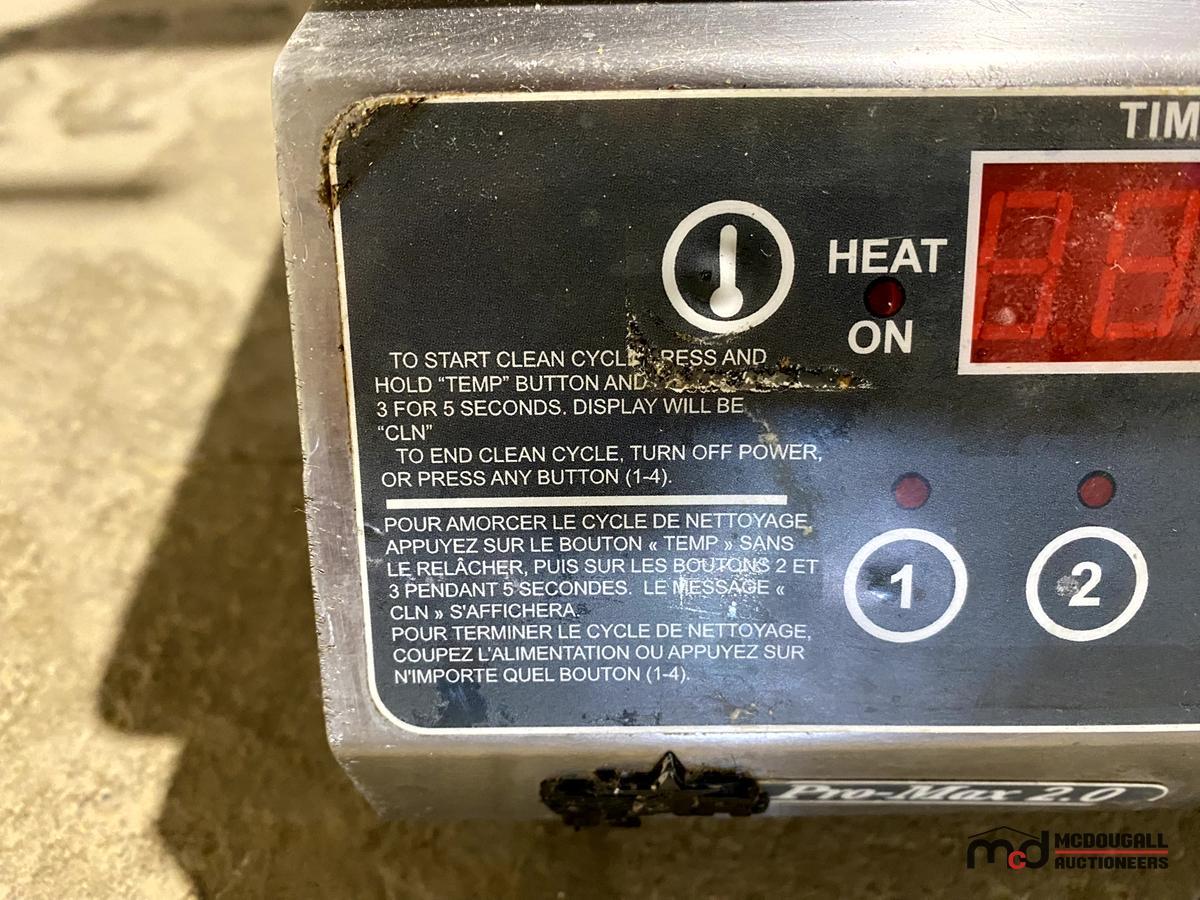 TIM
HEAT
ON
TO START CLEAN CYCLE PRESS AND
HOLD “TEMP” BUTTON AND
3 FOR 5 SECONDS. DISPLAY WILL BE
“CLN”
TO END CLEAN CYCLE, TURN OFF POWER,
OR PRESS ANY BUTTON (1-4).
POUR AMORCER LE CYCLE DE NETTOYAGE,
APPUYEZ SUR LE BOUTON « TEMP » SANS
LE RELÂCHER, PUIS SUR LES BOUTONS 2 ET
3 PENDANT 5 SECONDES. LE MESSAGE «
CLN » S'AFFICHERA.
POUR TERMINER LE CYCLE DE NETTOYAGE,
COUPEZ L'ALIMENTATION OU APPUYEZ SUR
N'IMPORTE QUEL BOUTON (1-4).
1
2
Pro-Max 2.0
mcd MCDOUGALL
AUCTIONEERS